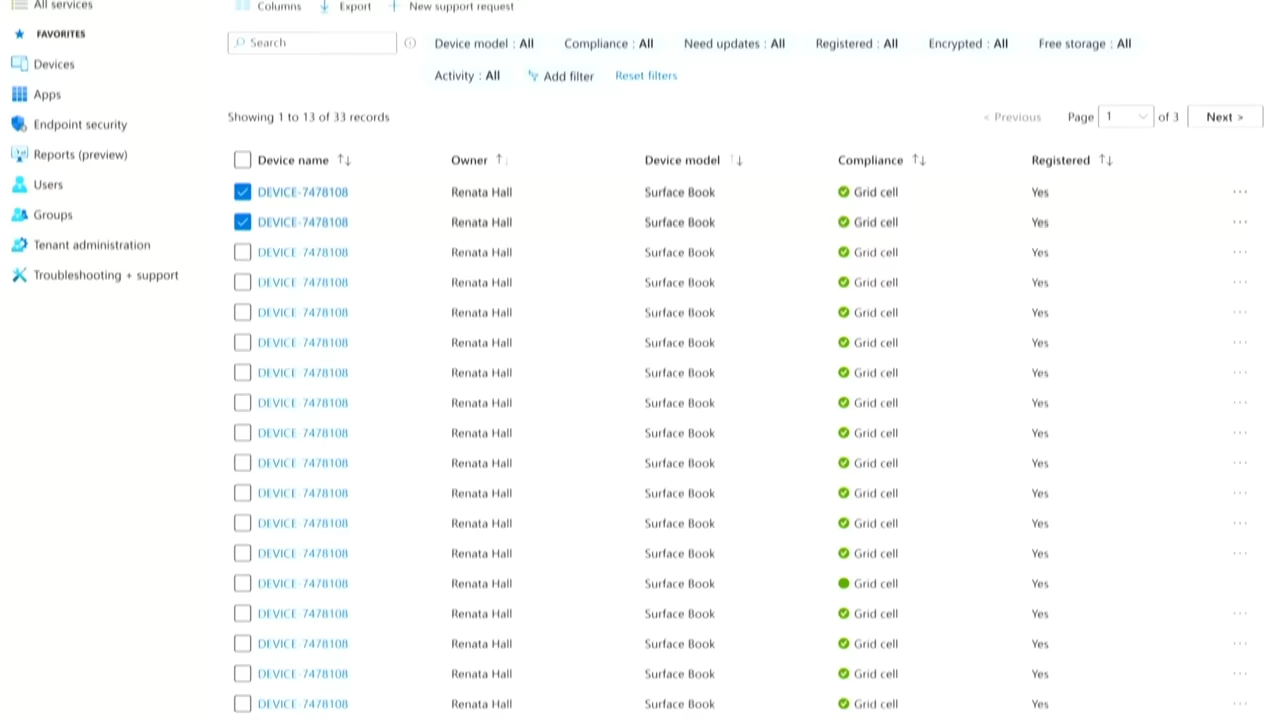 All services
Columns Export New support request
FAVORITES
Devices
Apps
Endpoint security
Reports (preview)
Users
Groups
Tenant administration
Troubleshooting + support
Search
Device model : All Compliance : All Need updates : All Registered : All Encrypted : All Free storage : All
Activity : All Add filter Reset filters
Showing 1 to 13 of 33 records
< Previous Page 1 of 3 Next >
Device name Owner Device model Compliance Registered
DEVICE-7478108 Renata Hall Surface Book Grid cell Yes ...
DEVICE-7478108 Renata Hall Surface Book Grid cell Yes ...
DEVICE-7478108 Renata Hall Surface Book Grid cell Yes ...
DEVICE-7478108 Renata Hall Surface Book Grid cell Yes ...
DEVICE-7478108 Renata Hall Surface Book Grid cell Yes ...
DEVICE-7478108 Renata Hall Surface Book Grid cell Yes ...
DEVICE-7478108 Renata Hall Surface Book Grid cell Yes ...
DEVICE-7478108 Renata Hall Surface Book Grid cell Yes ...
DEVICE-7478108 Renata Hall Surface Book Grid cell Yes ...
DEVICE-7478108 Renata Hall Surface Book Grid cell Yes ...
DEVICE-7478108 Renata Hall Surface Book Grid cell Yes ...
DEVICE-7478108 Renata Hall Surface Book Grid cell Yes ...
DEVICE-7478108 Renata Hall Surface Book Grid cell Yes ...
DEVICE-7478108 Renata Hall Surface Book Grid cell Yes
DEVICE-7478108 Renata Hall Surface Book Grid cell Yes ...
DEVICE-7478108 Renata Hall Surface Book Grid cell Yes ...
DEVICE-7478108 Renata Hall Surface Book Grid cell Yes ...
DEVICE-7478108 Renata Hall Surface Book Grid cell Yes ...